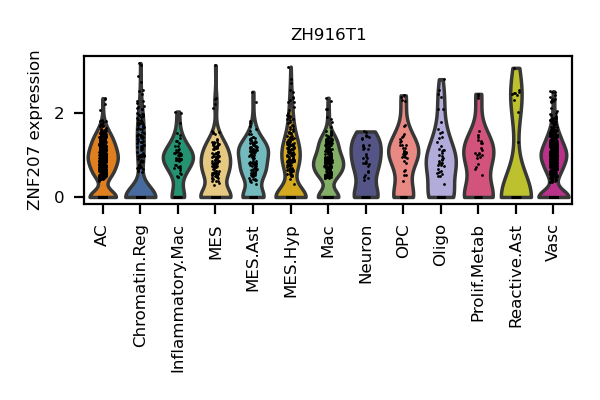 ZH916T1
ZNF207 expression
2
0
AC
Chromatin.Reg
Inflammatory.Mac
MES
MES.Ast
MES.Hyp
Mac
Neuron
OPC
Oligo
Prolif.Metab
Reactive.Ast
Vasc